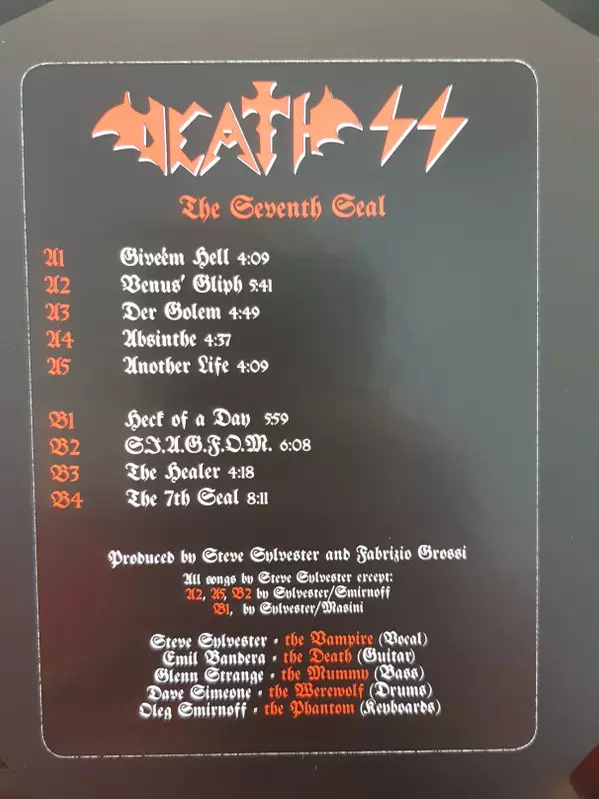 DEATH SS
The Seventh Seal
A1 Give'em Hell 4:09
A2 Venus' Gliph 5:41
A3 Der Golem 4:49
A4 Absinthe 4:37
A5 Another Life 4:09
B1 Heck of a Day 5:59
B2 S.I.A.G.F.O.M. 6:08
B3 The Healer 4:18
B4 The 7th Seal 8:11
Produced by Steve Sylvester and Fabrizio Grossi
All songs by Steve Sylvester except:
A2, A5, B2 by Sylvester/Smirnoff
B1, by Sylvester/Masini
Steve Sylvester - the Vampire (Vocal)
Emil Bandera - the Death (Guitar)
Glenn Strange - the Mummy (Bass)
Dave Simeone - the Werewolf (Drums)
Oleg Smirnoff - the Phantom (Keyboards)